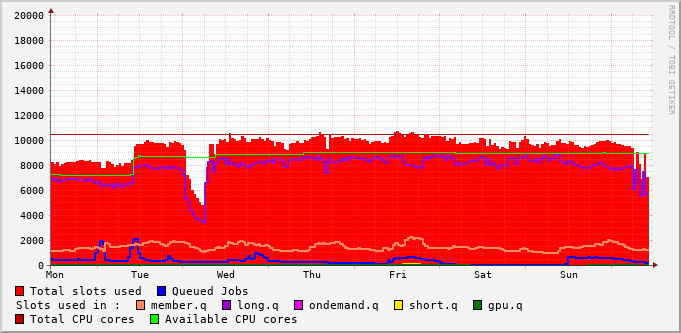 RRDTOOL / TOBI OETIKER
20000
18000
16000
14000
12000
10000
8000
6000
4000
2000
0
Mon Tue Wed Thu Fri Sat Sun
Total slots used Queued Jobs
Slots used in : member.q long.q ondemand.q short.q gpu.q
Total CPU cores Available CPU cores